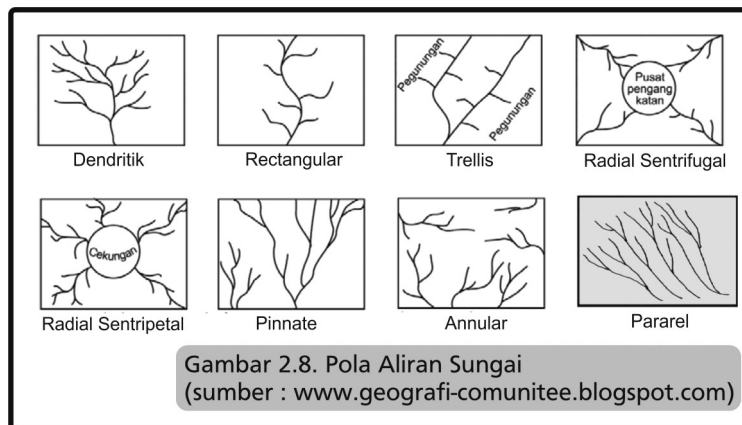 Pegunungan
Pegunungan
Pusat
pengang
katan
Dendritik
Rectangular
Trellis
Radial Sentrifugal
Cekungan
Radial Sentripetal
Pinnate
Annular
Pararel
Gambar 2.8. Pola Aliran Sungai
(sumber : www.geografi-comunitee.blogspot.com)